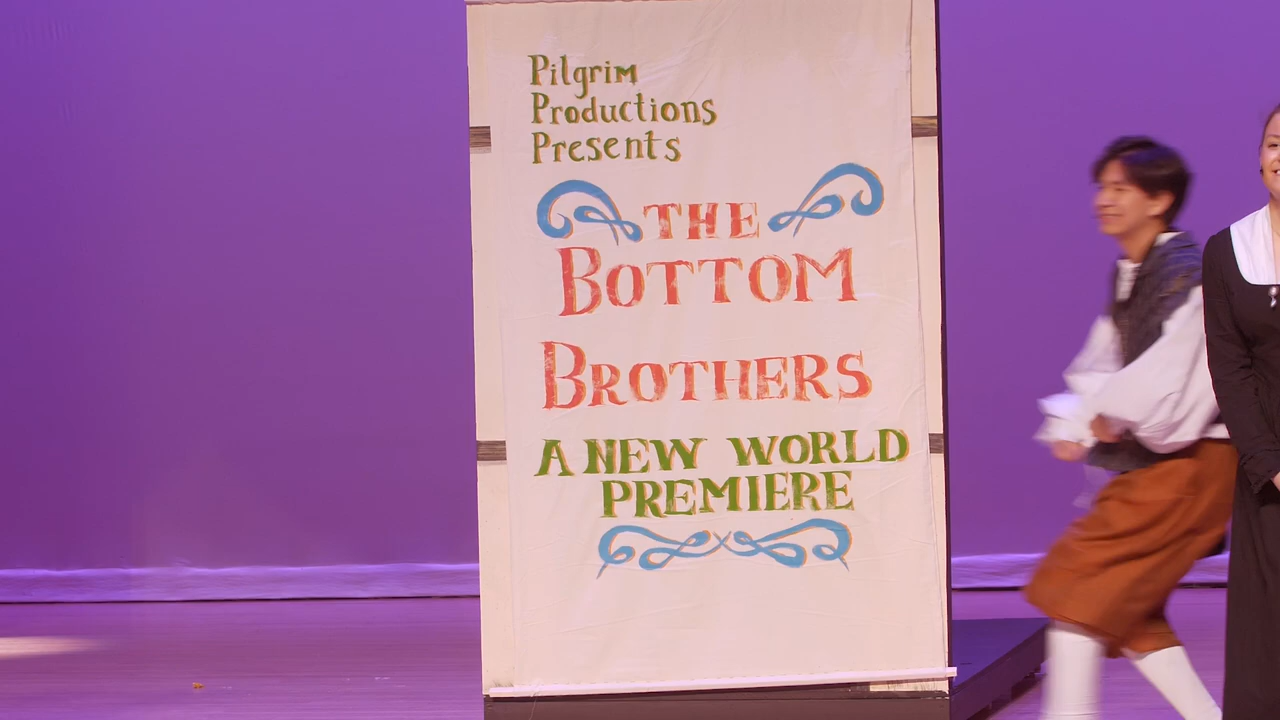 Pilgrim
Productions
Presents
THE
BOTTOM
BROTHERS
A NEW WORLD
PREMIERE